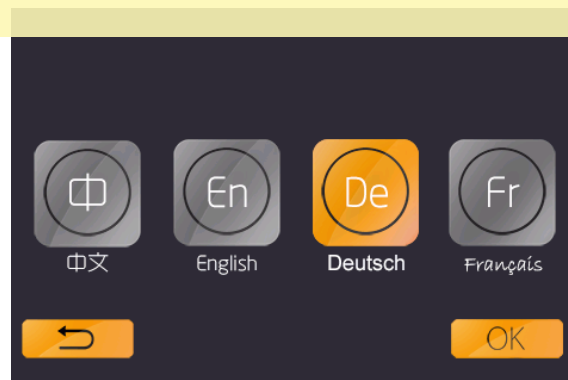 中 En De Fr
中文 English Deutsch Français
OK